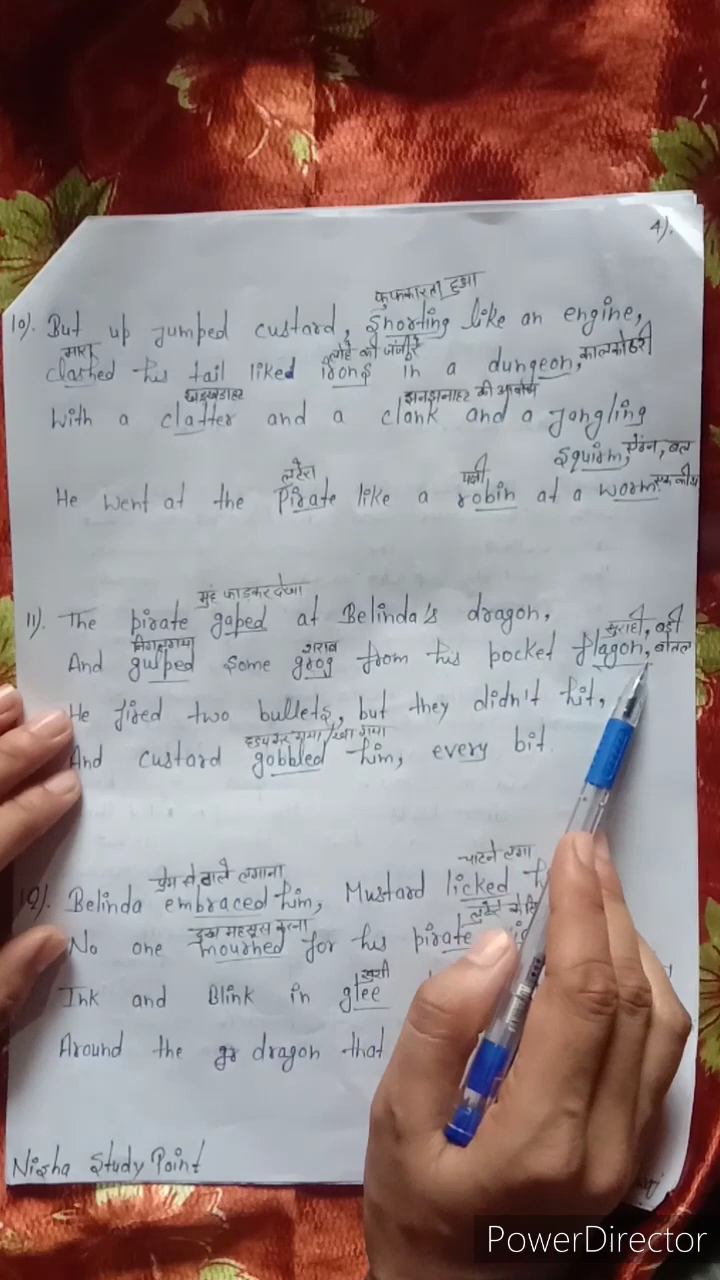 4).
फुफकारता हुआ
10). But up jumped custard, snorting like an engine,
मारा लोहे की जंजीरे
clashed his tail liked irons in a dungeon, कालकोठरी
खड़खड़ाहट झनझनाहट की आवाज
With a clatter and a clank and a jangling
squirm, ऐंठन, बल
लुटेरा पक्षी
He went at the pirate like a robin at a worm.
मुंह फाड़कर देखा
11). The pirate gaped at Belinda's dragon,
निगल गया शराब सुराही, बड़ी
And gulped some grog from his pocket flagon, बोतल
He fired two bullets, but they didn't hit,
हड़प कर गया / खा गया
And custard gobbled him, every bit.
प्रेम से गले लगाना चाटने लगा
12). Belinda embraced him, Mustard licked
दुख महसूस करना लुटेरे
No one mourned for his pirate
खुशी
Ink and Blink in glee
Around the dragon that
Nisha Study Point
PowerDirector